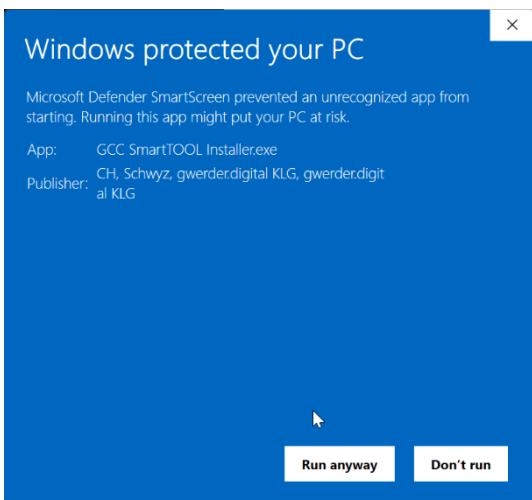 Windows protected your PC
Microsoft Defender SmartScreen prevented an unrecognized app from
starting. Running this app might put your PC at risk.
App: GCC SmartTOOL Installer.exe
Publisher: CH, Schwyz, gwerder.digital KLG, gwerder.digit
al KLG
Run anyway Don't run